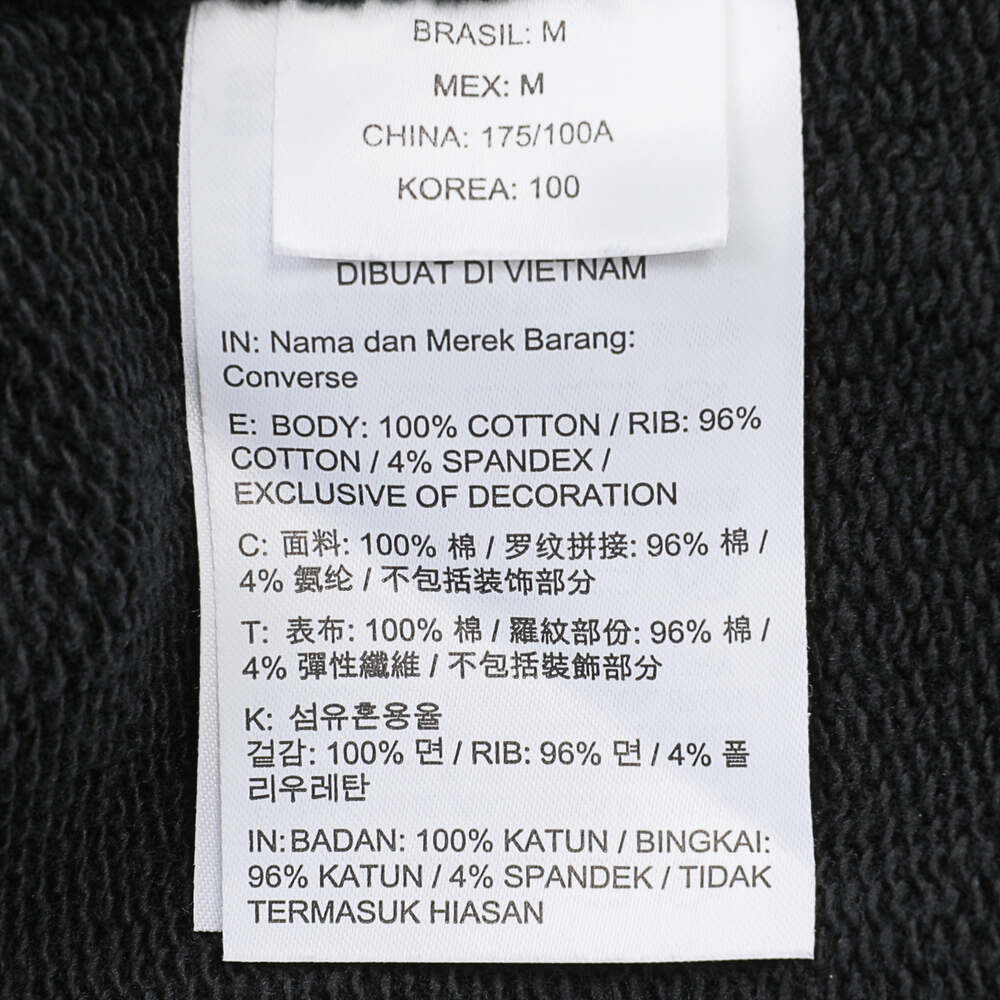 BRASIL: M
MEX: M
CHINA: 175/100A
KOREA: 100
DIBUAT DI VIETNAM
IN: Nama dan Merek Barang:
Converse
E: BODY: 100% COTTON / RIB: 96%
COTTON / 4% SPANDEX /
EXCLUSIVE OF DECORATION
C: 面料: 100% 棉 / 罗纹拼接: 96% 棉 /
4% 氨纶 / 不包括装饰部分
T: 表布: 100% 棉 / 羅紋部份: 96% 棉 /
4% 彈性纖維 / 不包括裝飾部分
K: 섬유혼용율
겉감: 100% 면 / RIB: 96% 면 / 4% 폴
리우레탄
IN:BADAN: 100% KATUN / BINGKAI:
96% KATUN / 4% SPANDEK / TIDAK
TERMASUK HIASAN